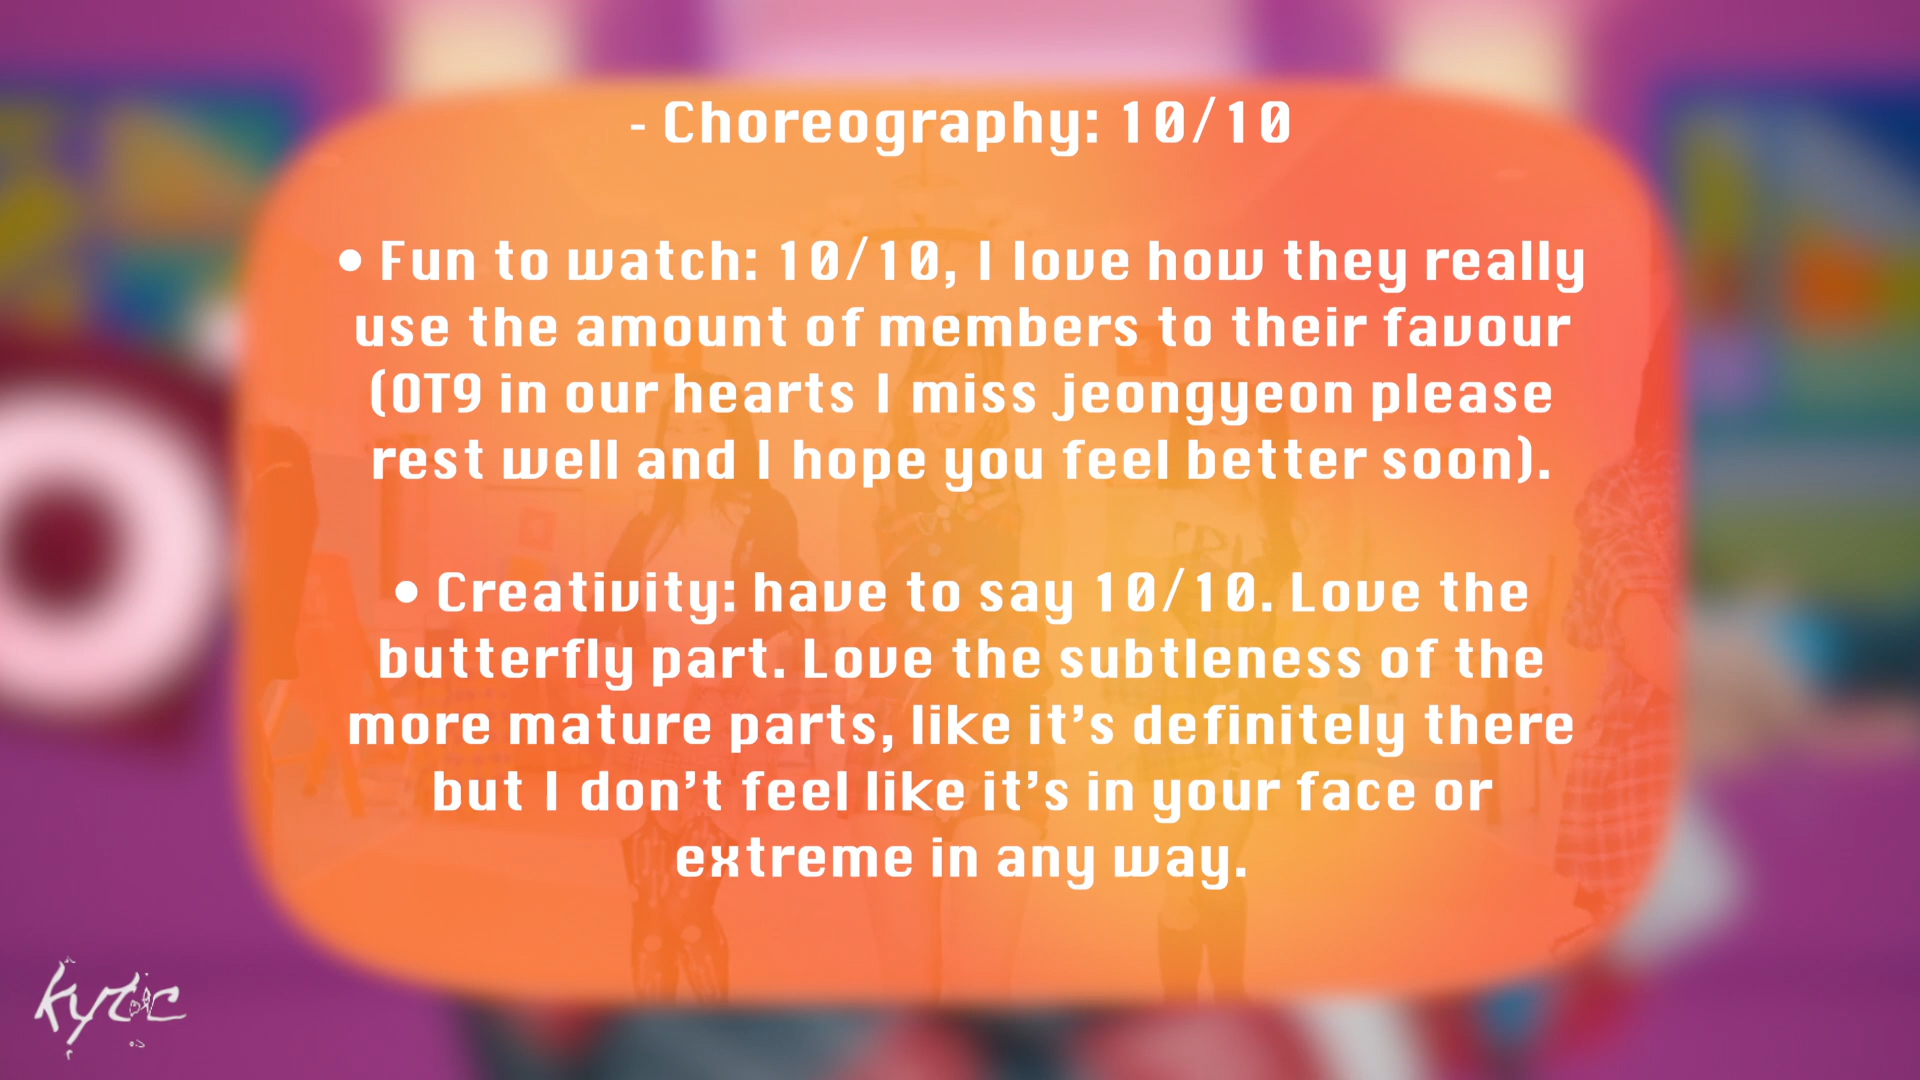 - Choreography: 10/10
• Fun to watch: 10/10, I love how they really
use the amount of members to their favour
(OT9 in our hearts I miss jeongyeon please
rest well and I hope you feel better soon).
• Creativity: have to say 10/10. Love the
butterfly part. Love the subtleness of the
more mature parts, like it's definitely there
but I don't feel like it's in your face or
extreme in any way.